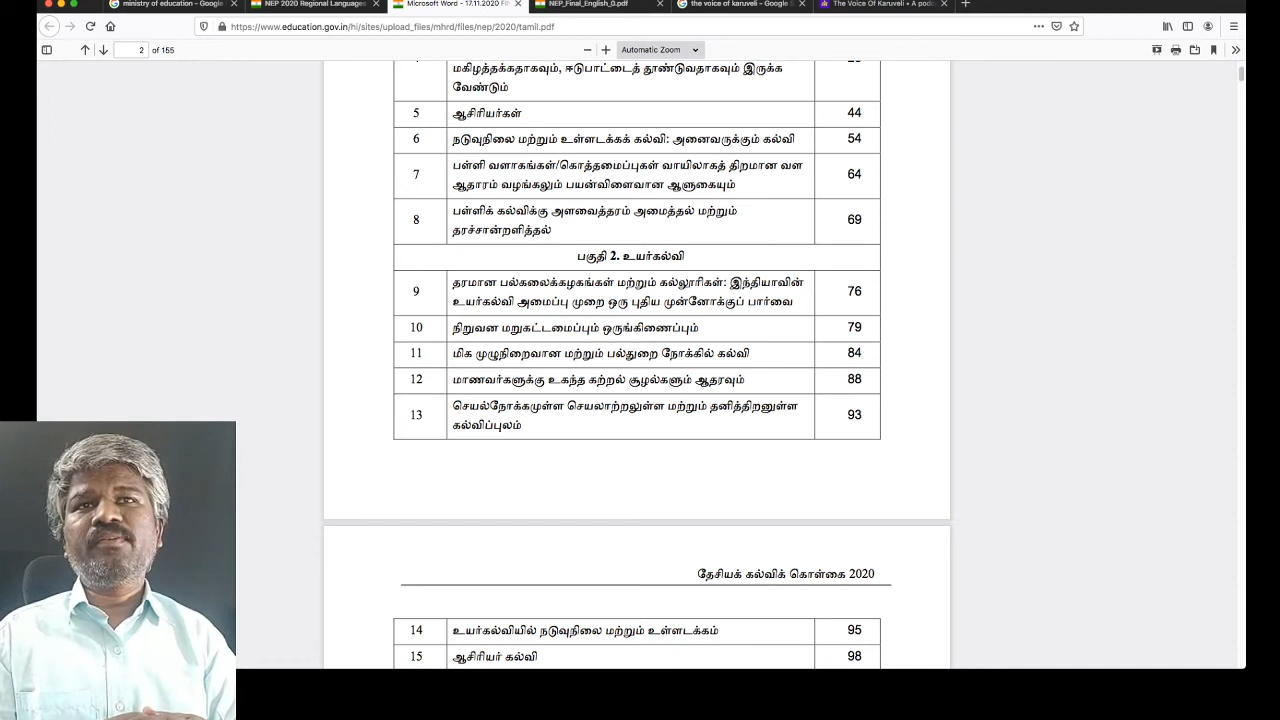 ministry of education - Google
NEP 2020 Regional Languages
Microsoft Word - 17.11.2020
NEP_Final_English_0.pdf
the voice of karuveli - Google
The Voice Of Karuveli - A
https://www.education.gov.in/hi/sites/upload_files/mhrd/files/nep/2020/tamil.pdf
2 of 155
Automatic Zoom
மகிழத்தக்கதாகவும், ஈடுபாட்டைத் தூண்டுவதாகவும் இருக்க
வேண்டும்
5 ஆசிரியர்கள் 44
6 நடுவுநிலை மற்றும் உள்ளடக்கக் கல்வி: அனைவருக்கும் கல்வி 54
7 பள்ளி வளாகங்கள்/கொத்தமைப்புகள் வாயிலாகத் திறமான வள 64
ஆதாரம் வழங்கலும் பயன்விளைவான ஆளுகையும்
8 பள்ளிக் கல்விக்கு அளவைத்தரம் அமைத்தல் மற்றும் 69
தரச்சான்றளித்தல்
பகுதி 2. உயர்கல்வி
9 தரமான பல்கலைக்கழகங்கள் மற்றும் கல்லூரிகள்: இந்தியாவின் 76
உயர்கல்வி அமைப்பு முறை ஒரு புதிய முன்னோக்குப் பார்வை
10 நிறுவன மறுகட்டமைப்பும் ஒருங்கிணைப்பும் 79
11 மிக முழுநிறைவான மற்றும் பல்துறை நோக்கில் கல்வி 84
12 மாணவர்களுக்கு உகந்த கற்றல் சூழல்களும் ஆதரவும் 88
13 செயல்நோக்கமுள்ள செயலாற்றலுள்ள மற்றும் தனித்திறனுள்ள 93
கல்விப்புலம்
தேசியக் கல்விக் கொள்கை 2020
14 உயர்கல்வியில் நடுவுநிலை மற்றும் உள்ளடக்கம் 95
15 ஆசிரியர் கல்வி 98